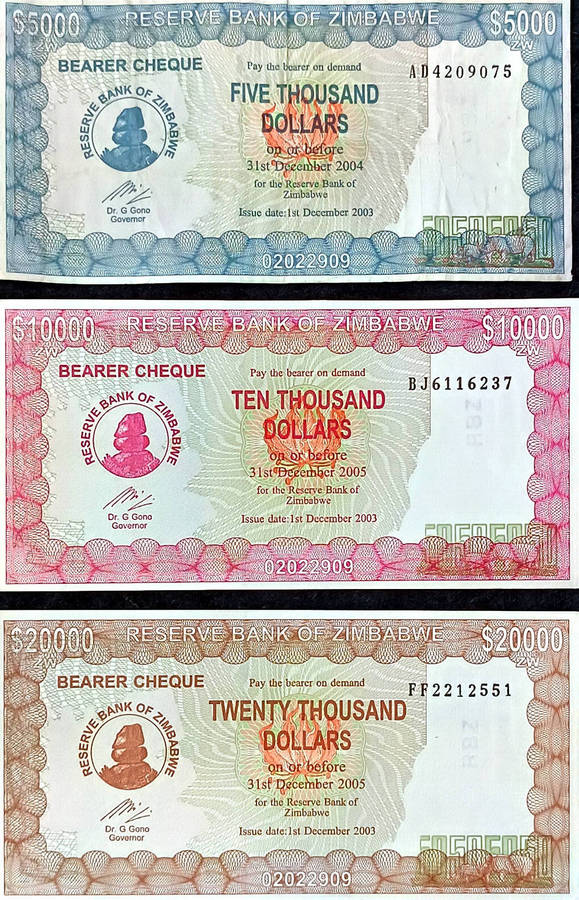 $5000 RESERVE BANK OF ZIMBABWE $5000
ZW ZW
BEARER CHEQUE
Pay the bearer on demand
AD4209075
RESERVE BANK OF ZIMBABWE
FIVE THOUSAND
DOLLARS
on or before
31st December 2004
for the Reserve Bank of
Zimbabwe
Dr. G Gono
Governor
Issue date:1st December 2003
02022909
$10000 RESERVE BANK OF ZIMBABWE $10000
ZW ZW
BEARER CHEQUE
Pay the bearer on demand
BJ6116237
RESERVE BANK OF ZIMBABWE
TEN THOUSAND
DOLLARS
on or before
31st December 2005
for the Reserve Bank of
Zimbabwe
Dr. G Gono
Governor
Issue date:1st December 2003
02022909
$20000 RESERVE BANK OF ZIMBABWE $20000
ZW ZW
BEARER CHEQUE
Pay the bearer on demand
FF2212551
RESERVE BANK OF ZIMBABWE
TWENTY THOUSAND
DOLLARS
on or before
31st December 2005
for the Reserve Bank of
Zimbabwe
Dr. G Gono
Governor
Issue date:1st December 2003
02022909